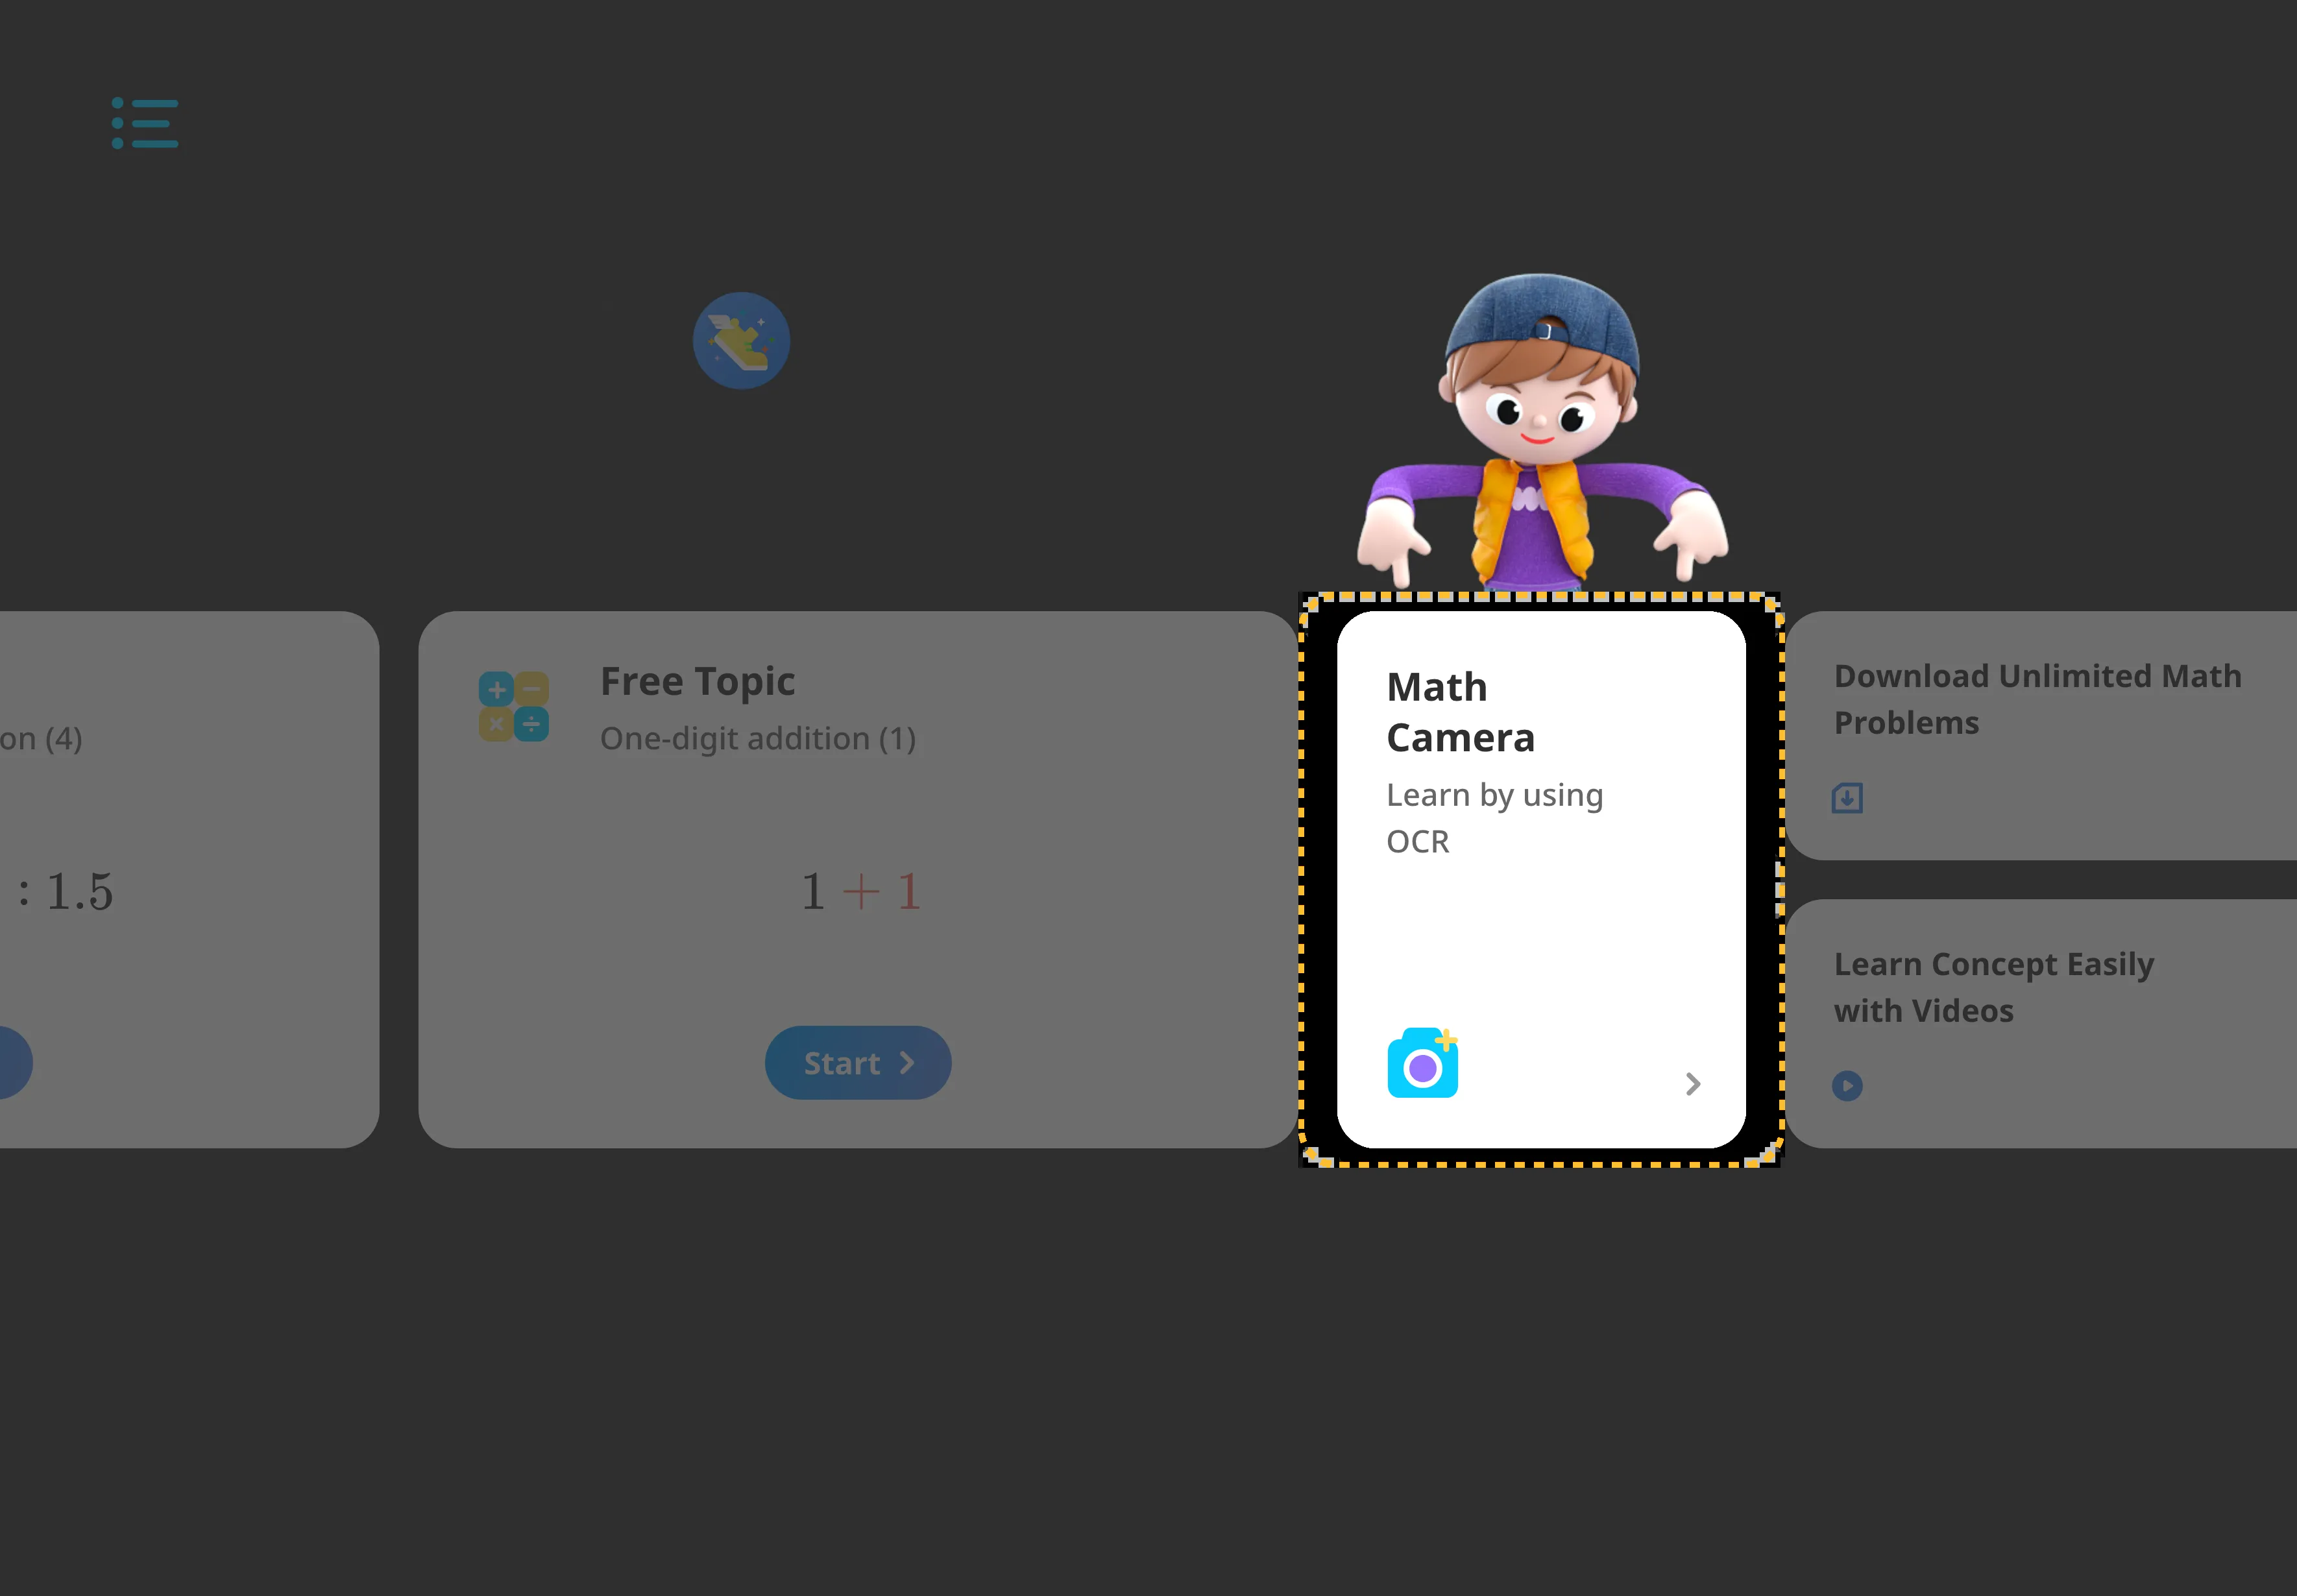 on (4)
: 1.5
Free Topic
One-digit addition (1)
1 + 1
Start
Math
Camera
Learn by using
OCR
Download Unlimited Math
Problems
Learn Concept Easily
with Videos